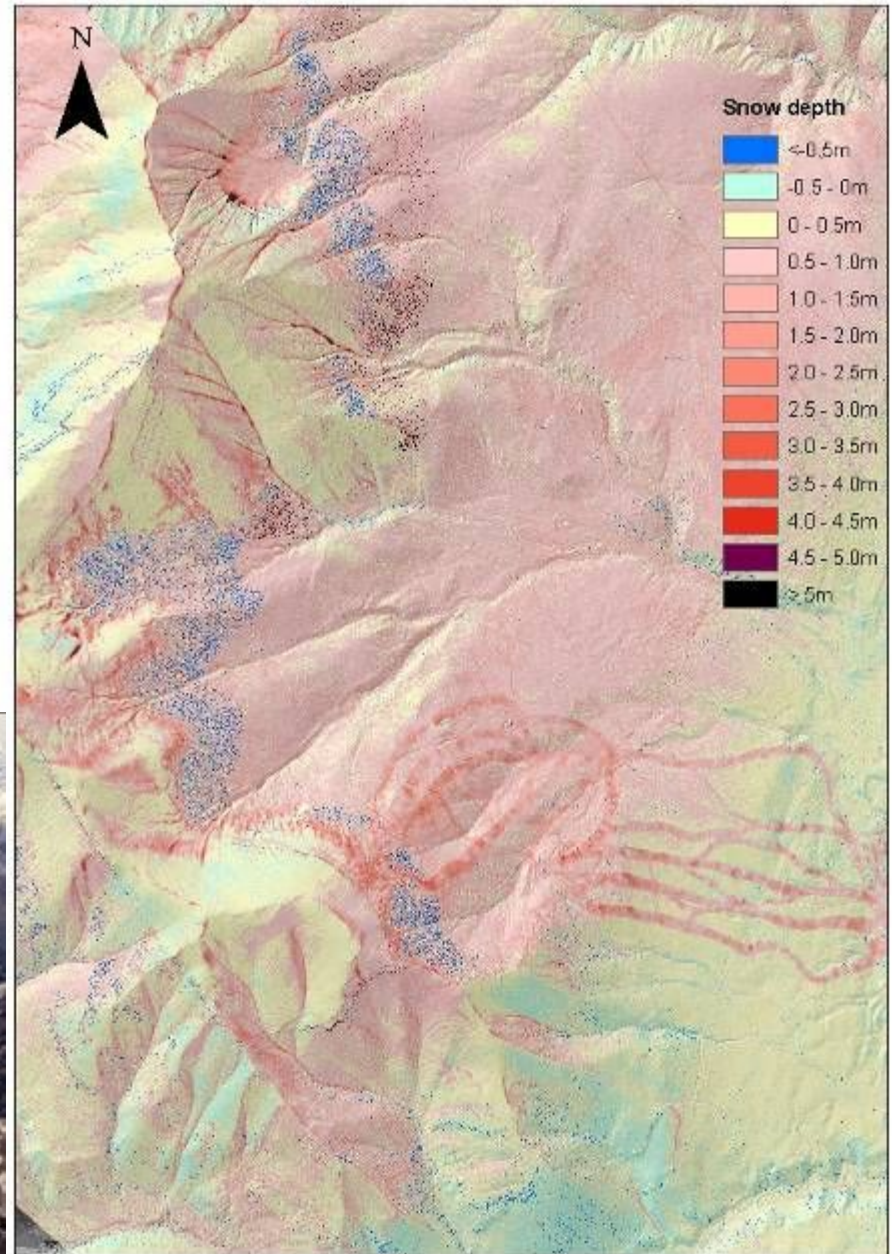 N
Snow depth
<-0.5m
-0.5 - 0m
0 - 0.5m
0.5 - 1.0m
1.0 - 1.5m
1.5 - 2.0m
2.0 - 2.5m
2.5 - 3.0m
3.0 - 3.5m
3.5 - 4.0m
4.0 - 4.5m
4.5 - 5.0m
≥5m